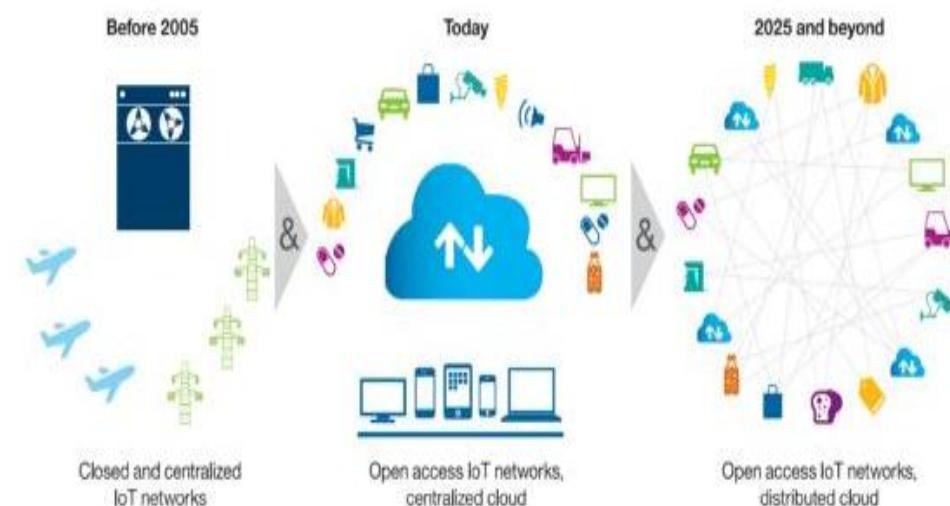 Before 2005
Today
2025 and beyond
&
&
Closed and centralized
IoT networks
Open access IoT networks,
centralized cloud
Open access IoT networks,
distributed cloud